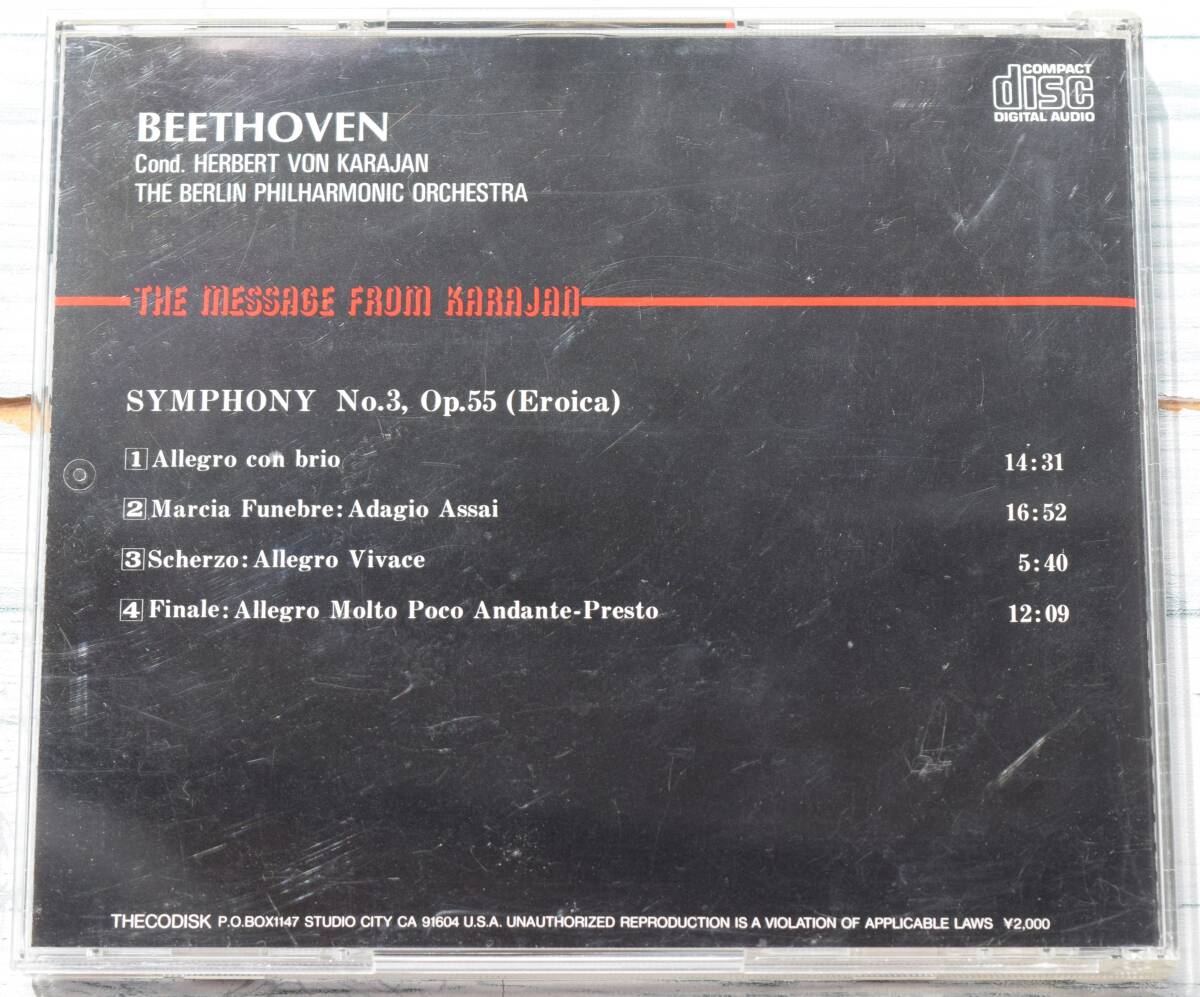 COMPACT
disc
DIGITAL AUDIO
BEETHOVEN
Cond. HERBERT VON KARAJAN
THE BERLIN PHILHARMONIC ORCHESTRA
THE MESSAGE FROM KARAJAN
SYMPHONY No.3, Op.55 (Eroica)
1 Allegro con brio 14:31
2 Marcia Funebre: Adagio Assai 16:52
3 Scherzo: Allegro Vivace 5:40
4 Finale: Allegro Molto Poco Andante-Presto 12:09
THECODISK P.O.BOX1147 STUDIO CITY CA 91604 U.S.A. UNAUTHORIZED REPRODUCTION IS A VIOLATION OF APPLICABLE LAWS ¥2,000